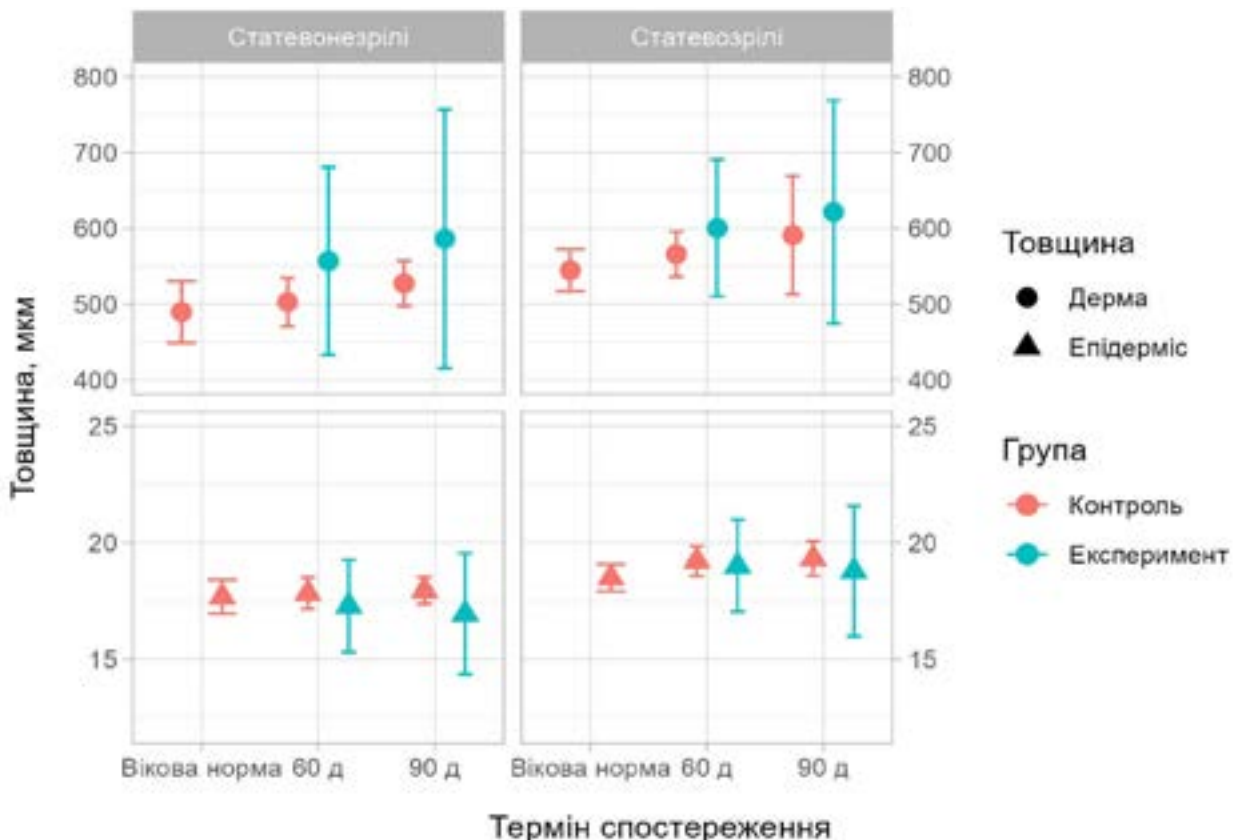 Статевонезрілі Статевозрілі
800 800
700 700
600 600
500 500
400 400
25 25
20 20
15 15
Товщина, мкм
Вікова норма 60 д 90 д Вікова норма 60 д 90 д
Термін спостереження
Товщина
Дерма
Епідерміс
Група
Контроль
Експеримент